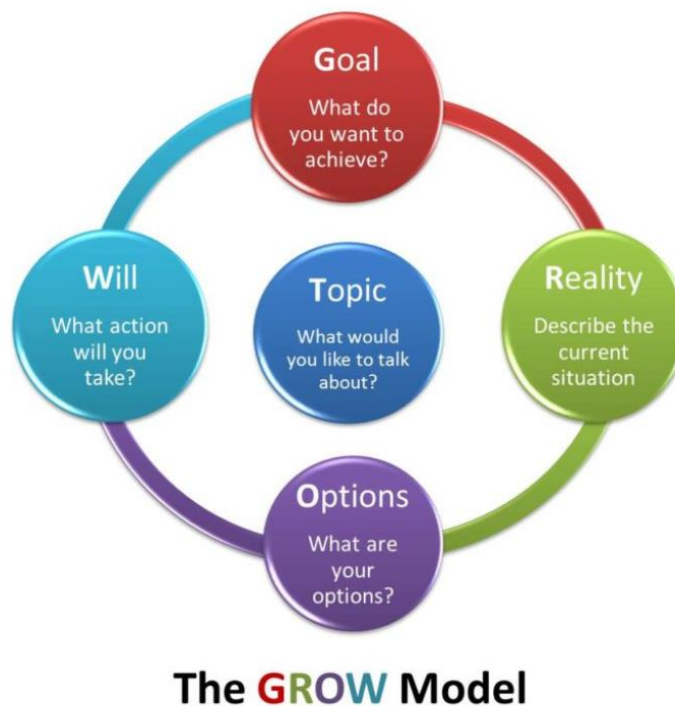 Goal
What do
you want to
achieve?
Will
What action
will you
take?
Topic
What would
you like to talk
about?
Reality
Describe the
current
situation
Options
What are
your
options?
The GROW Model